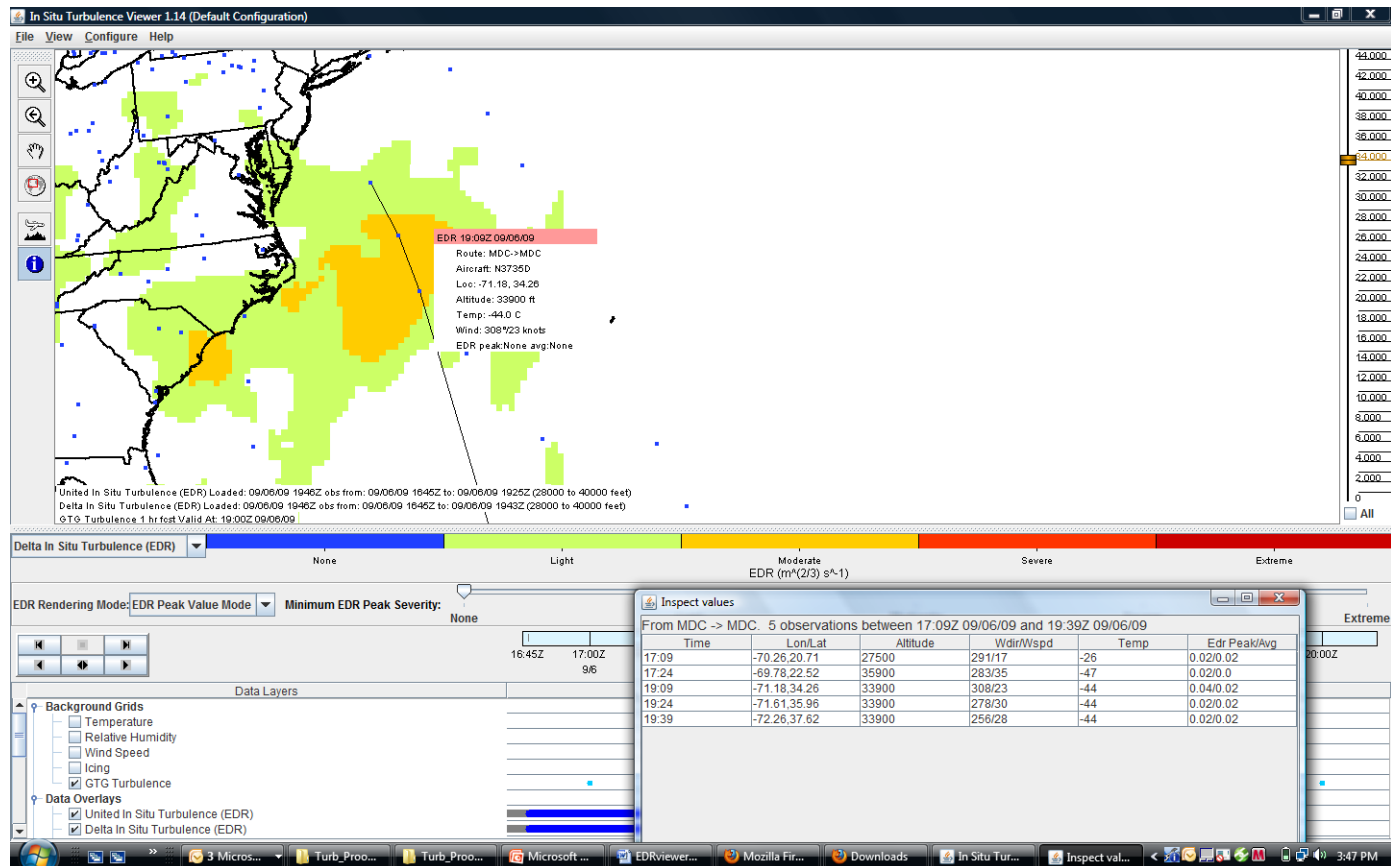 In Situ Turbulence Viewer 1.14 (Default Configuration)
File View Configure Help
44,000
42,000
40,000
38,000
36,000
34,000
32,000
30,000
28,000
26,000
24,000
22,000
20,000
18,000
16,000
14,000
12,000
10,000
8,000
6,000
4,000
2,000
0
All
EDR 19:09Z 09/06/09
Route: MDC->MDC
Aircraft: N3735D
Loc: -71.18, 34.26
Altitude: 33900 ft
Temp: -44.0 C
Wind: 308°/23 knots
EDR peak:None avg:None
United In Situ Turbulence (EDR) Loaded: 09/06/09 1946Z obs from: 09/06/09 1645Z to: 09/06/09 1925Z (28000 to 40000 feet)
Delta In Situ Turbulence (EDR) Loaded: 09/06/09 1946Z obs from: 09/06/09 1645Z to: 09/06/09 1943Z (28000 to 40000 feet)
GTG Turbulence 1 hr fcst Valid At: 19:00Z 09/06/09
Delta In Situ Turbulence (EDR)
None Light Moderate Severe Extreme
EDR (m^(2/3) s^-1)
EDR Rendering Mode: EDR Peak Value Mode Minimum EDR Peak Severity:
None Extreme
16:45Z 17:00Z 20:00Z
9/6
Data Layers
Background Grids
Temperature
Relative Humidity
Wind Speed
Icing
GTG Turbulence
Data Overlays
United In Situ Turbulence (EDR)
Delta In Situ Turbulence (EDR)
Inspect values
From MDC -> MDC. 5 observations between 17:09Z 09/06/09 and 19:39Z 09/06/09
Time Lon/Lat Altitude Wdir/Wspd Temp Edr Peak/Avg
17:09 -70.26,20.71 27500 291/17 -26 0.02/0.02
17:24 -69.78,22.52 35900 283/35 -47 0.02/0.0
19:09 -71.18,34.26 33900 308/23 -44 0.04/0.02
19:24 -71.61,35.96 33900 278/30 -44 0.02/0.02
19:39 -72.26,37.62 33900 256/28 -44 0.02/0.02
3 Micros... Turb_Proo... Turb_Proo... Microsoft ... EDRviewer... Mozilla Fir... Downloads In Situ Tur... Inspect val... 3:47 PM